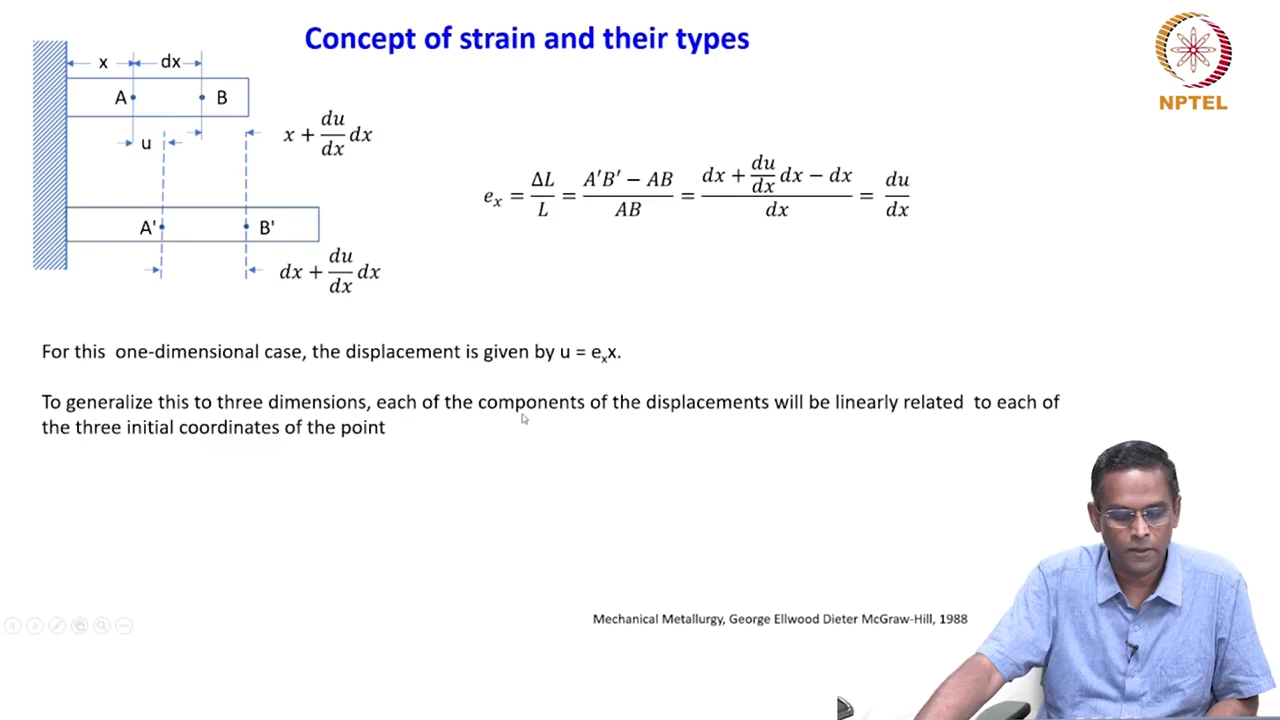 Concept of strain and their types
NPTEL
x dx
A B
u
x + du/dx dx
A' B'
dx + du/dx dx
e_x = ΔL/L = A′B′ − AB/AB = dx + du/dx dx − dx/dx = du/dx
For this one-dimensional case, the displacement is given by u = eₓx.
To generalize this to three dimensions, each of the components of the displacements will be linearly related to each of
the three initial coordinates of the point
Mechanical Metallurgy, George Ellwood Dieter McGraw-Hill, 1988